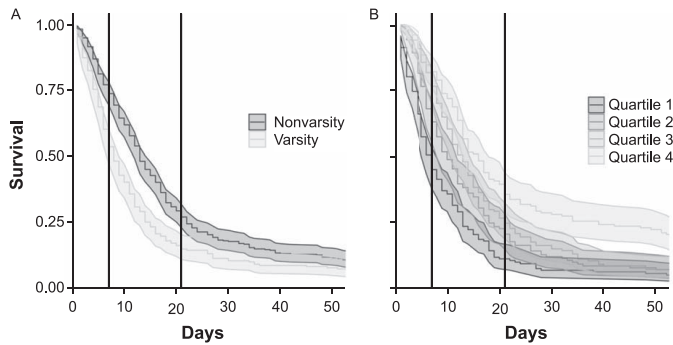 A
B
1.00
0.75
0.50
0.25
0.00
Survival
Nonvarsity
Varsity
Quartile 1
Quartile 2
Quartile 3
Quartile 4
0 10 20 30 40 50
0 10 20 30 40 50
Days
Days